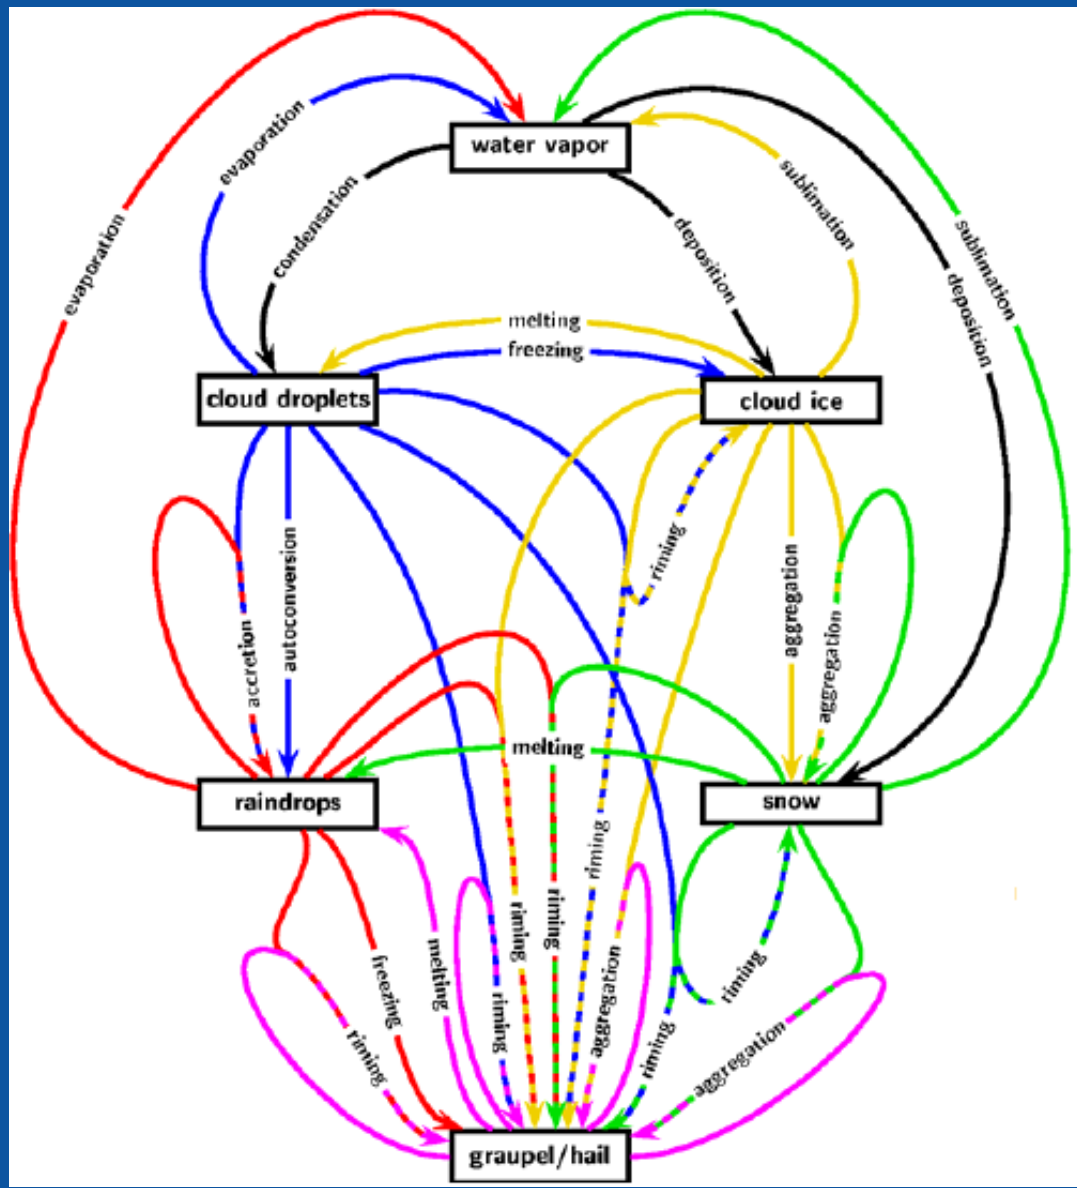 water vapor
evaporation
condensation
sublimation
deposition
evaporation
sublimation
deposition
melting
freezing
cloud droplets
cloud ice
riming
autoconversion
aggregation
accretion
aggregation
melting
raindrops
snow
riming
riming
riming
freezing
melting
riming
aggregation
riming
riming
riming
aggregation
graupel/hail